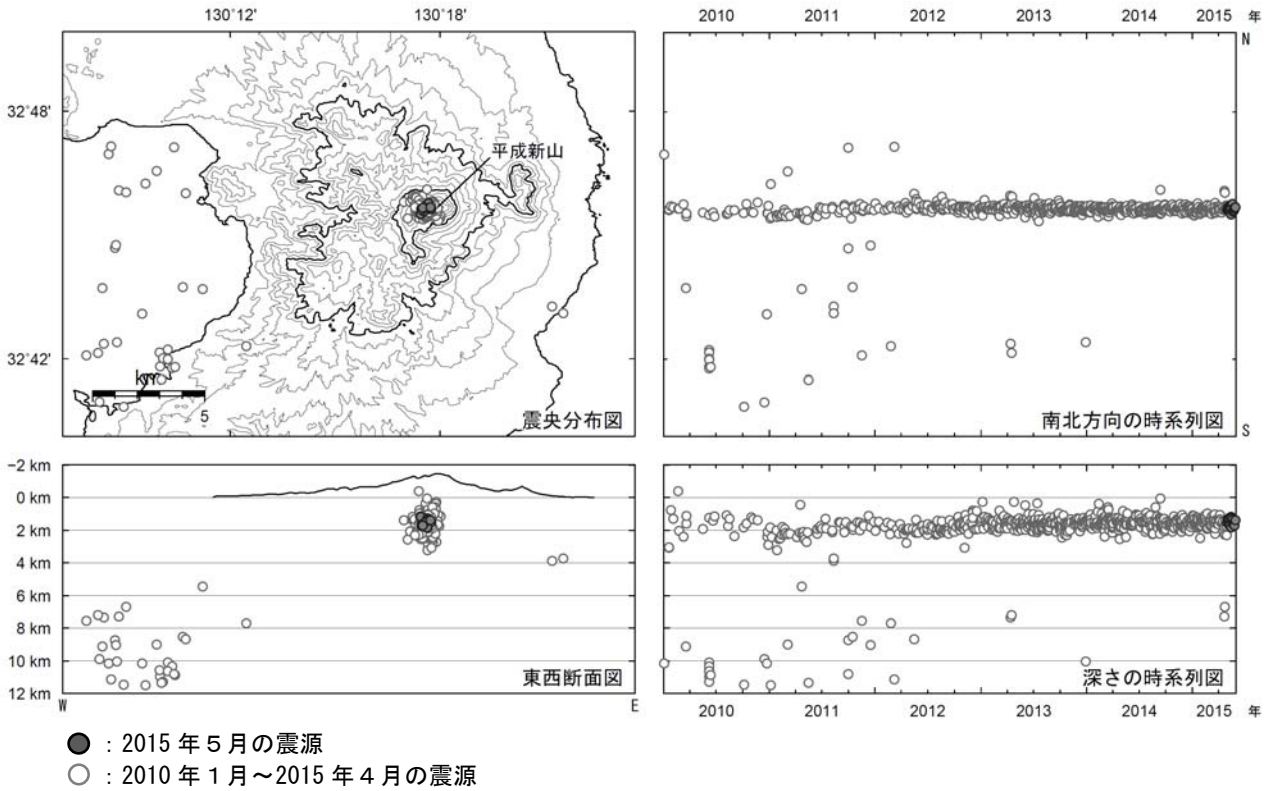 130°12'
130°18'
32°48'
32°42'
平成新山
km
5
震央分布図
2010 2011 2012 2013 2014 2015 年
N
S
南北方向の時系列図
-2 km
0 km
2 km
4 km
6 km
8 km
10 km
12 km
W
E
東西断面図
深さの時系列図
2010 2011 2012 2013 2014 2015 年
：2015 年５月の震源
：2010 年１月～2015 年４月の震源